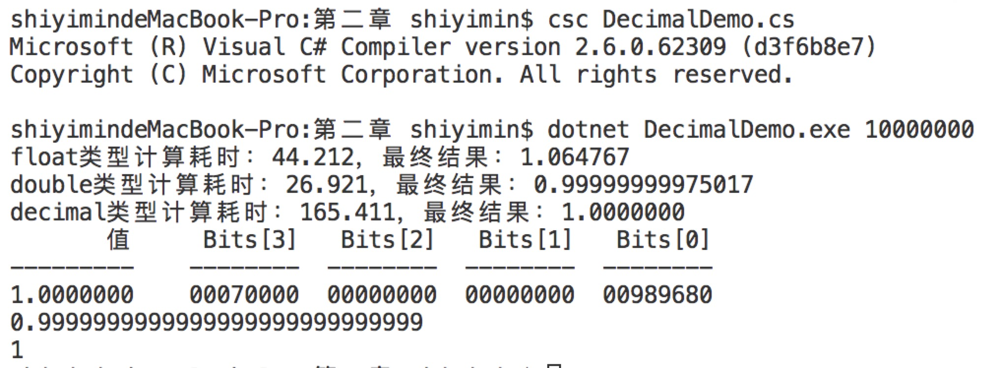 shiyimindeMacBook-Pro:第二章 shiyimin$ csc DecimalDemo.cs
Microsoft (R) Visual C# Compiler version 2.6.0.62309 (d3f6b8e7)
Copyright (C) Microsoft Corporation. All rights reserved.
shiyimindeMacBook-Pro:第二章 shiyimin$ dotnet DecimalDemo.exe 10000000
float类型计算耗时：44.212, 最终结果：1.064767
double类型计算耗时：26.921, 最终结果：0.99999999975017
decimal类型计算耗时：165.411, 最终结果：1.0000000
值 Bits[3] Bits[2] Bits[1] Bits[0]
--------- -------- -------- -------- --------
1.0000000 00070000 00000000 00000000 00989680
0.9999999999999999999999999999
1